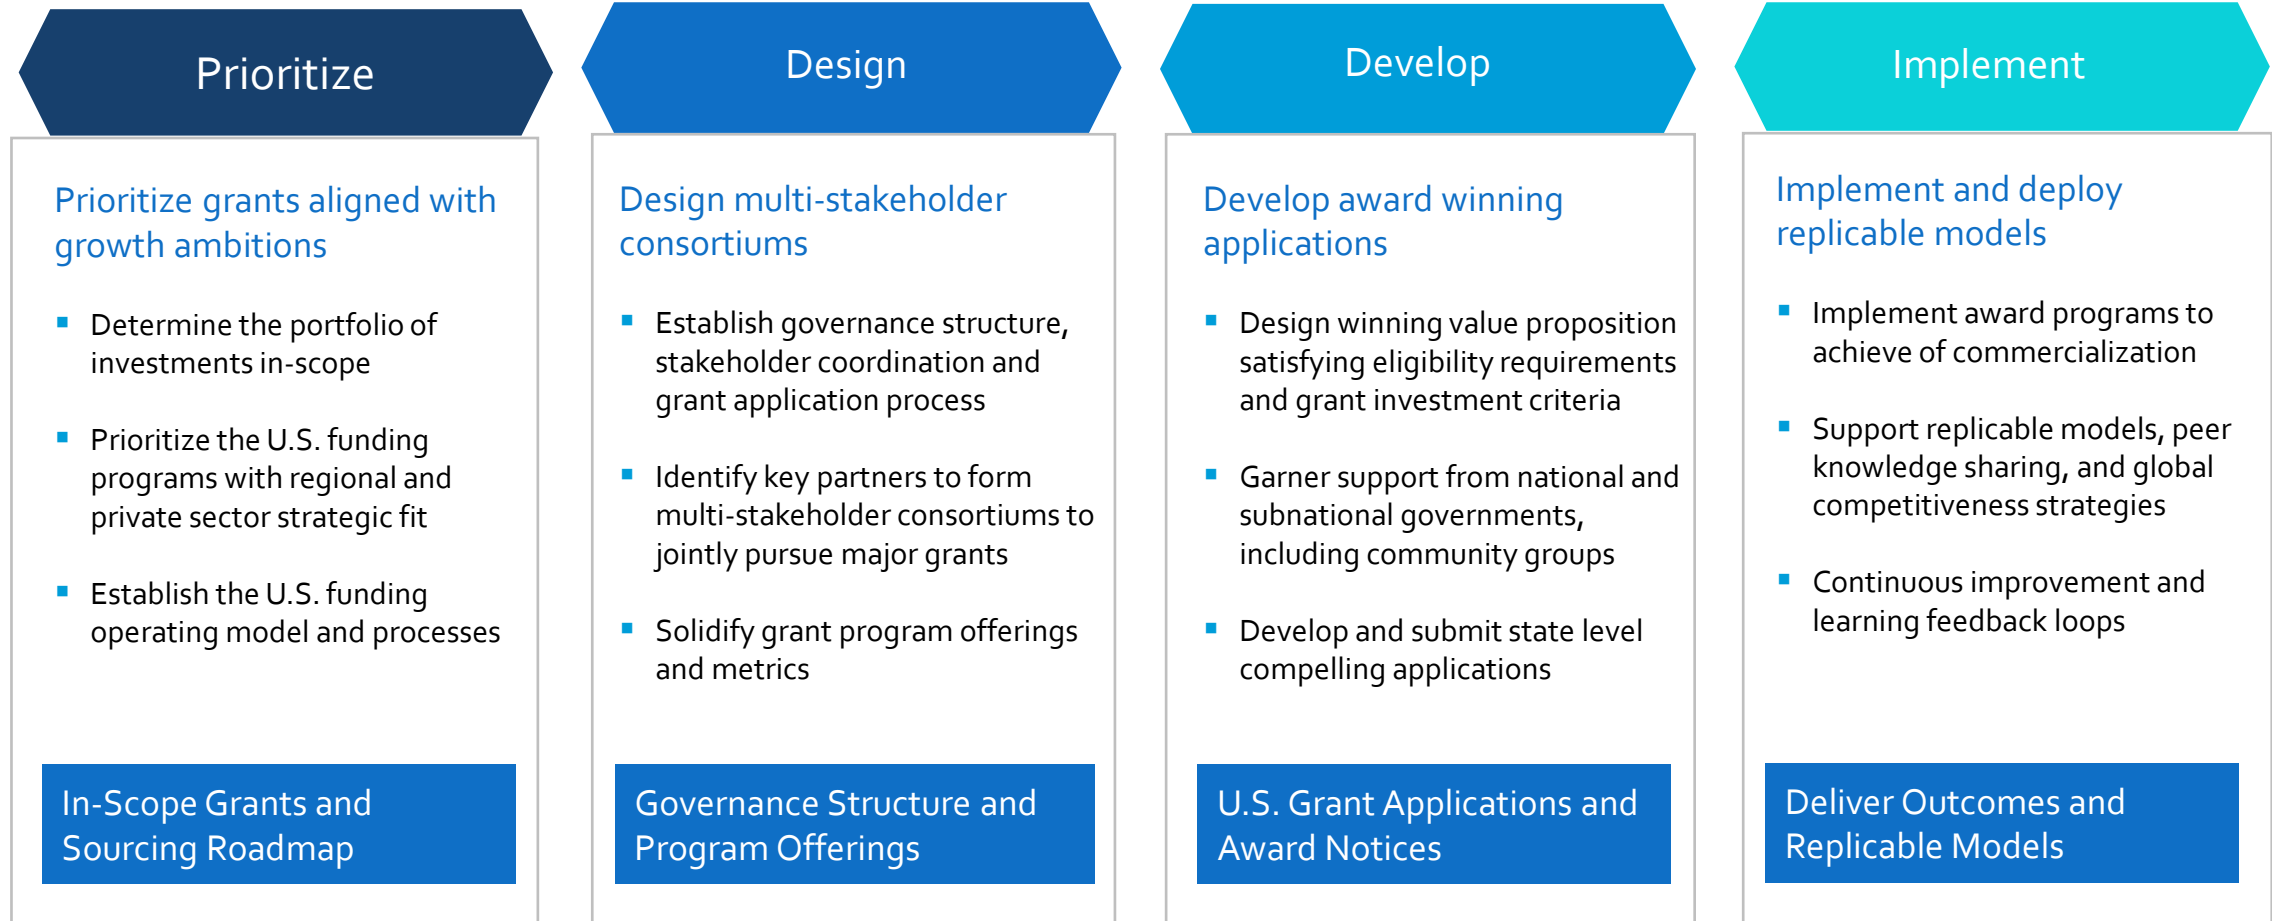 Prioritize
Prioritize grants aligned with
growth ambitions
▪ Determine the portfolio of
investments in-scope
▪ Prioritize the U.S. funding
programs with regional and
private sector strategic fit
▪ Establish the U.S. funding
operating model and processes
In-Scope Grants and
Sourcing Roadmap
Design
Design multi-stakeholder
consortiums
▪ Establish governance structure,
stakeholder coordination and
grant application process
▪ Identify key partners to form
multi-stakeholder consortiums to
jointly pursue major grants
▪ Solidify grant program offerings
and metrics
Governance Structure and
Program Offerings
Develop
Develop award winning
applications
▪ Design winning value proposition
satisfying eligibility requirements
and grant investment criteria
▪ Garner support from national and
subnational governments,
including community groups
▪ Develop and submit state level
compelling applications
U.S. Grant Applications and
Award Notices
Implement
Implement and deploy
replicable models
▪ Implement award programs to
achieve of commercialization
▪ Support replicable models, peer
knowledge sharing, and global
competitiveness strategies
▪ Continuous improvement and
learning feedback loops
Deliver Outcomes and
Replicable Models